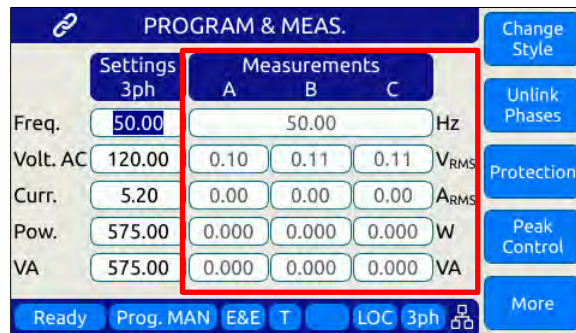 PROGRAM & MEAS.
Change
Style
Settings
3ph
Measurements
A B C
Unlink
Phases
Freq. 50.00 50.00 Hz
Volt. AC 120.00 0.10 0.11 0.11 VRMS
Protection
Curr. 5.20 0.00 0.00 0.00 ARMS
Pow. 575.00 0.000 0.000 0.000 W
Peak
Control
VA 575.00 0.000 0.000 0.000 VA
More
Ready Prog. MAN E&E T LOC 3ph